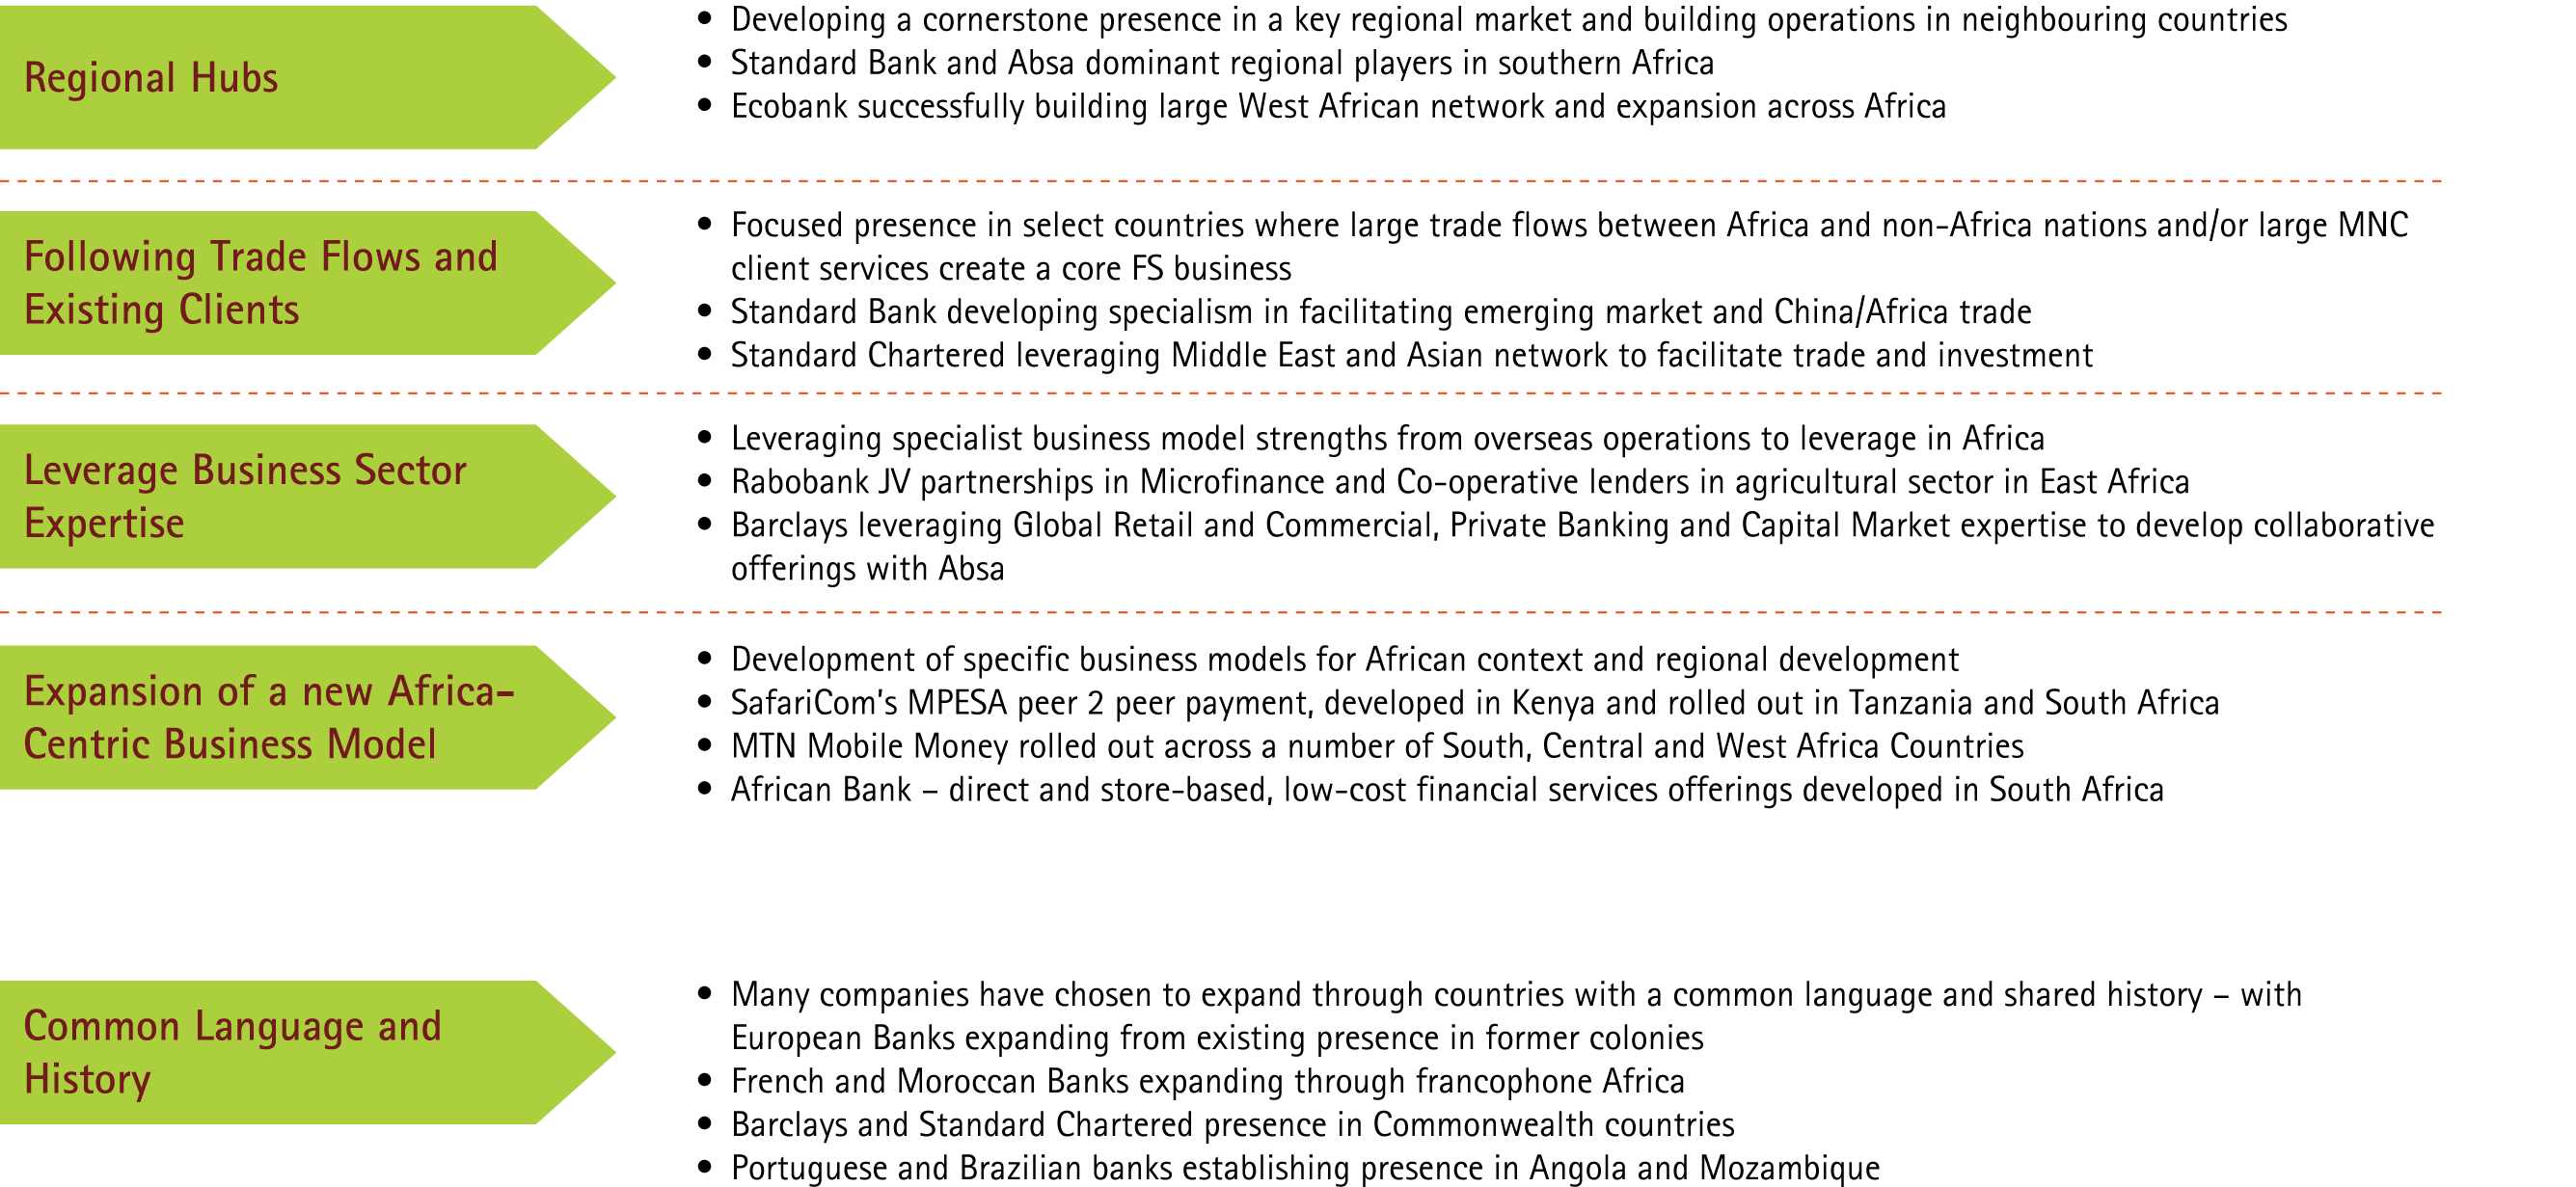 Regional Hubs
• Developing a cornerstone presence in a key regional market and building operations in neighbouring countries
• Standard Bank and Absa dominant regional players in southern Africa
• Ecobank successfully building large West African network and expansion across Africa
Following Trade Flows and
Existing Clients
• Focused presence in select countries where large trade flows between Africa and non-Africa nations and/or large MNC
client services create a core FS business
• Standard Bank developing specialism in facilitating emerging market and China/Africa trade
• Standard Chartered leveraging Middle East and Asian network to facilitate trade and investment
Leverage Business Sector
Expertise
• Leveraging specialist business model strengths from overseas operations to leverage in Africa
• Rabobank JV partnerships in Microfinance and Co-operative lenders in agricultural sector in East Africa
• Barclays leveraging Global Retail and Commercial, Private Banking and Capital Market expertise to develop collaborative
offerings with Absa
Expansion of a new Africa-
Centric Business Model
• Development of specific business models for African context and regional development
• SafariCom's MPESA peer 2 peer payment, developed in Kenya and rolled out in Tanzania and South Africa
• MTN Mobile Money rolled out across a number of South, Central and West Africa Countries
• African Bank – direct and store-based, low-cost financial services offerings developed in South Africa
Common Language and
History
• Many companies have chosen to expand through countries with a common language and shared history – with
European Banks expanding from existing presence in former colonies
• French and Moroccan Banks expanding through francophone Africa
• Barclays and Standard Chartered presence in Commonwealth countries
• Portuguese and Brazilian banks establishing presence in Angola and Mozambique